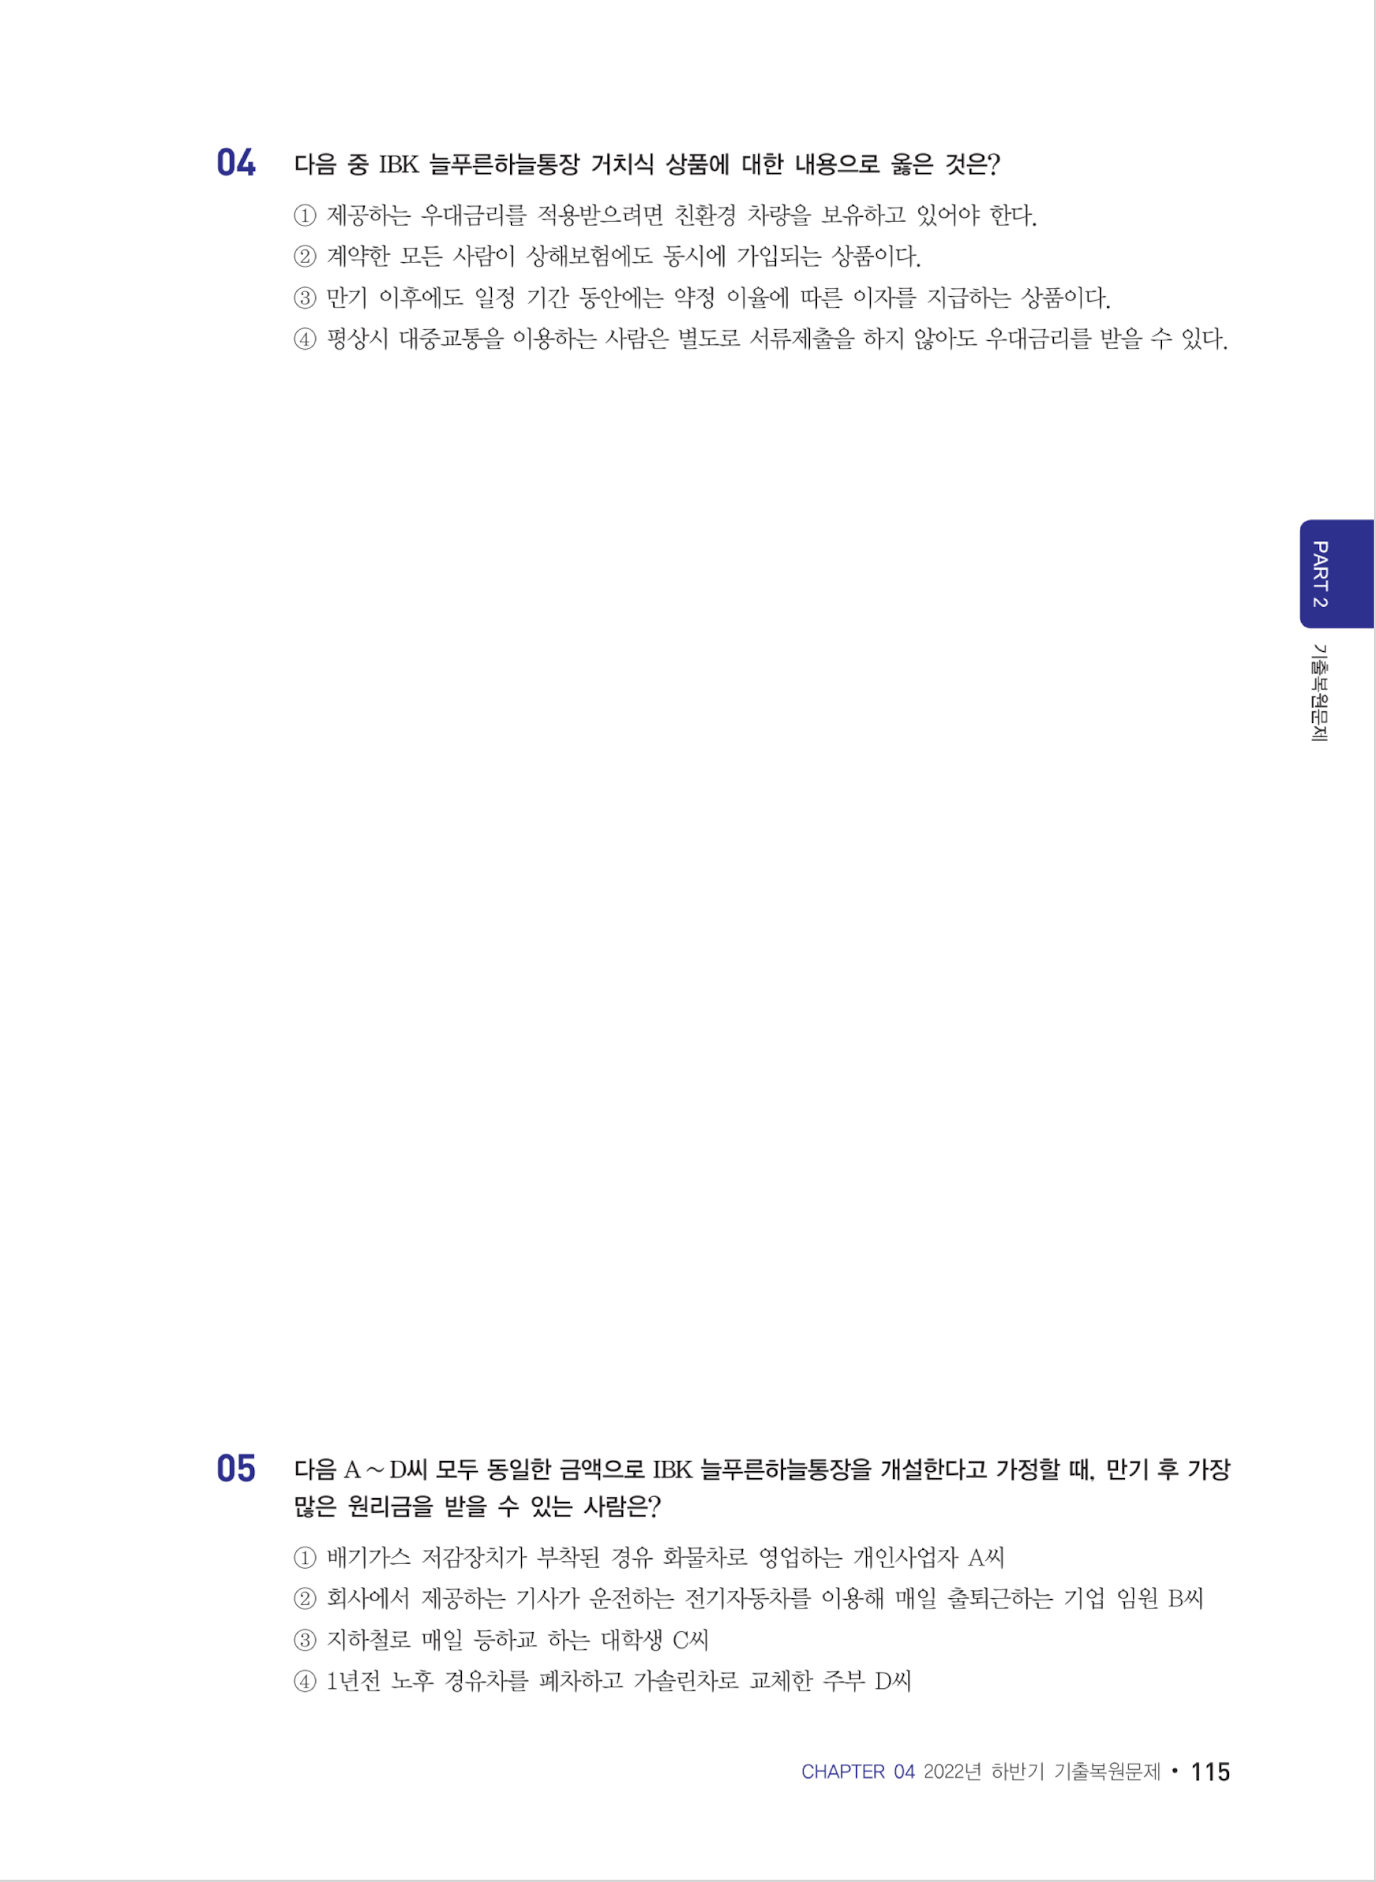 04 다음 중 IBK 늘푸른하늘통장 거치식 상품에 대한 내용으로 옳은 것은?
① 제공하는 우대금리를 적용받으려면 친환경 차량을 보유하고 있어야 한다.
② 계약한 모든 사람이 상해보험에도 동시에 가입되는 상품이다.
③ 만기 이후에도 일정 기간 동안에는 약정 이율에 따른 이자를 지급하는 상품이다.
④ 평상시 대중교통을 이용하는 사람은 별도로 서류제출을 하지 않아도 우대금리를 받을 수 있다.
PART 2
기출복원문제
05 다음 A ~ D씨 모두 동일한 금액으로 IBK 늘푸른하늘통장을 개설한다고 가정할 때, 만기 후 가장
많은 원리금을 받을 수 있는 사람은?
① 배기가스 저감장치가 부착된 경유 화물차로 영업하는 개인사업자 A씨
② 회사에서 제공하는 기사가 운전하는 전기자동차를 이용해 매일 출퇴근하는 기업 임원 B씨
③ 지하철로 매일 등하교 하는 대학생 C씨
④ 1년전 노후 경유차를 폐차하고 가솔린차로 교체한 주부 D씨
CHAPTER 04 2022년 하반기 기출복원문제 • 115